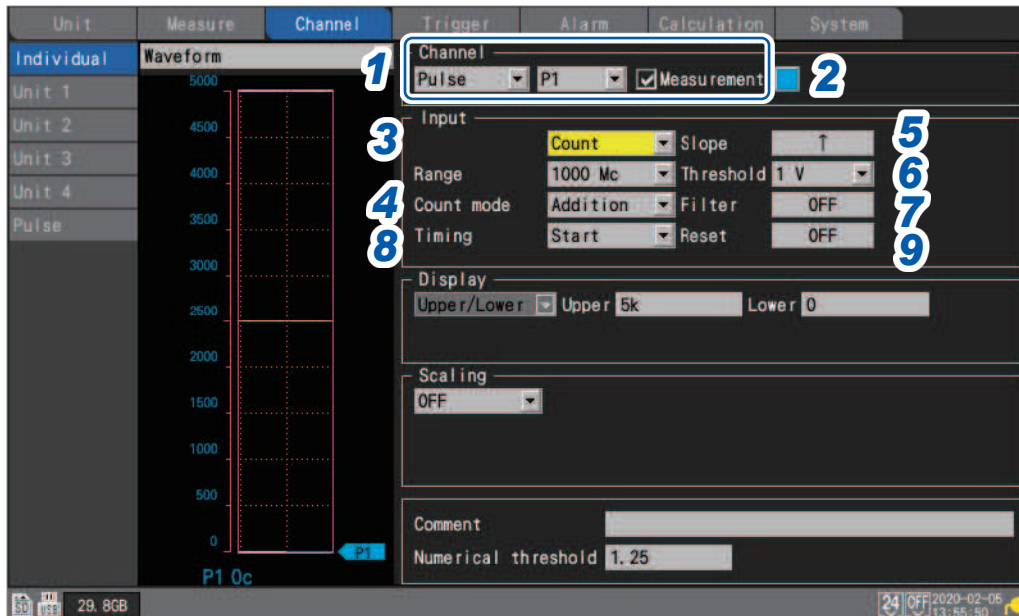 Unit Measure Channel Trigger Alarm Calculation System
Individual
Unit 1
Unit 2
Unit 3
Unit 4
Pulse
Waveform
5000
4500
4000
3500
3000
2500
2000
1500
1000
500
0
P1
P1 0c
1
Channel
Pulse P1 Measurement
2
Input
3 Count Slope ↑ 5
Range 1000 Mc Threshold 1 V 6
4 Count mode Addition Filter OFF 7
8 Timing Start Reset OFF 9
Display
Upper/Lower Upper 5k Lower 0
Scaling
OFF
Comment
Numerical threshold 1.25
SD USB 29.8GB
24 OFF 2020-02-05
13:55:50